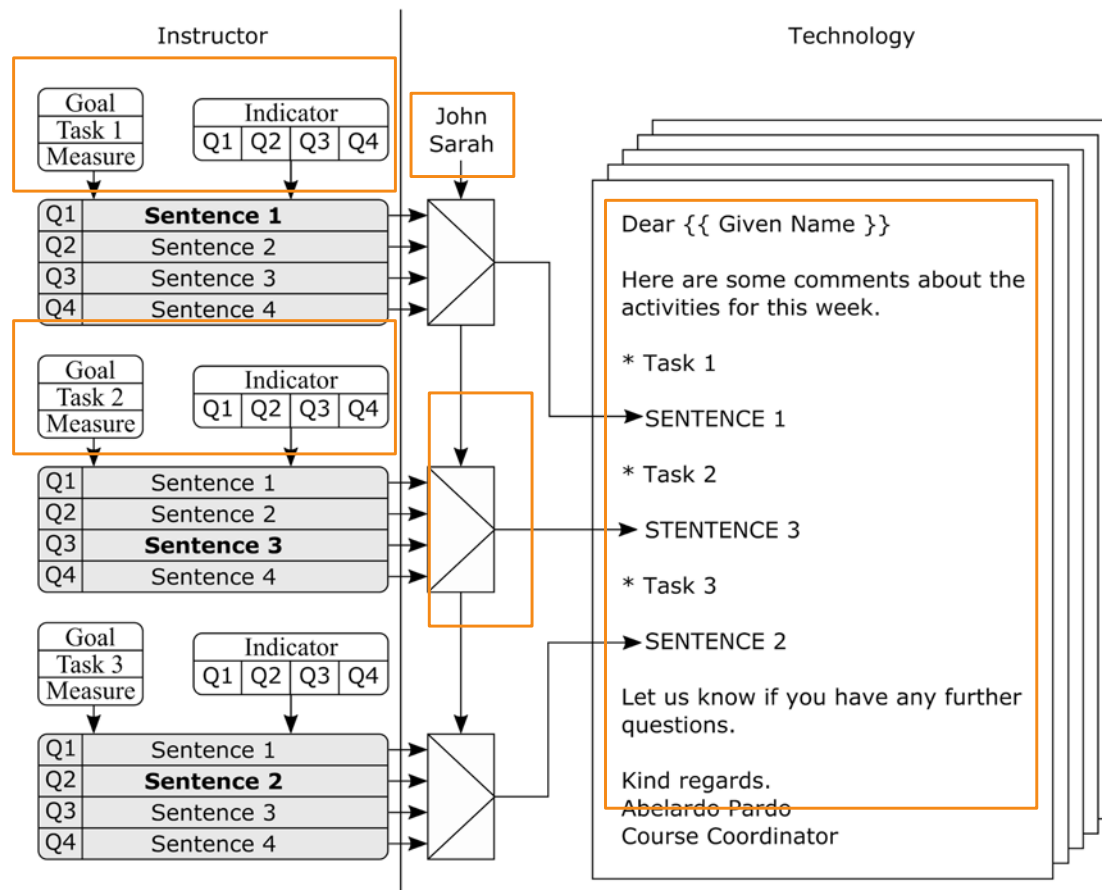 Instructor
Technology
Goal
Task 1
Measure
Indicator
Q1 Q2 Q3 Q4
John
Sarah
Q1 Sentence 1
Q2 Sentence 2
Q3 Sentence 3
Q4 Sentence 4
Goal
Task 2
Measure
Indicator
Q1 Q2 Q3 Q4
Q1 Sentence 1
Q2 Sentence 2
Q3 Sentence 3
Q4 Sentence 4
Goal
Task 3
Measure
Indicator
Q1 Q2 Q3 Q4
Q1 Sentence 1
Q2 Sentence 2
Q3 Sentence 3
Q4 Sentence 4
Dear {{ Given Name }}
Here are some comments about the
activities for this week.
* Task 1
SENTENCE 1
* Task 2
STENTENCE 3
* Task 3
SENTENCE 2
Let us know if you have any further
questions.
Kind regards.
Abelardo Pardo
Course Coordinator